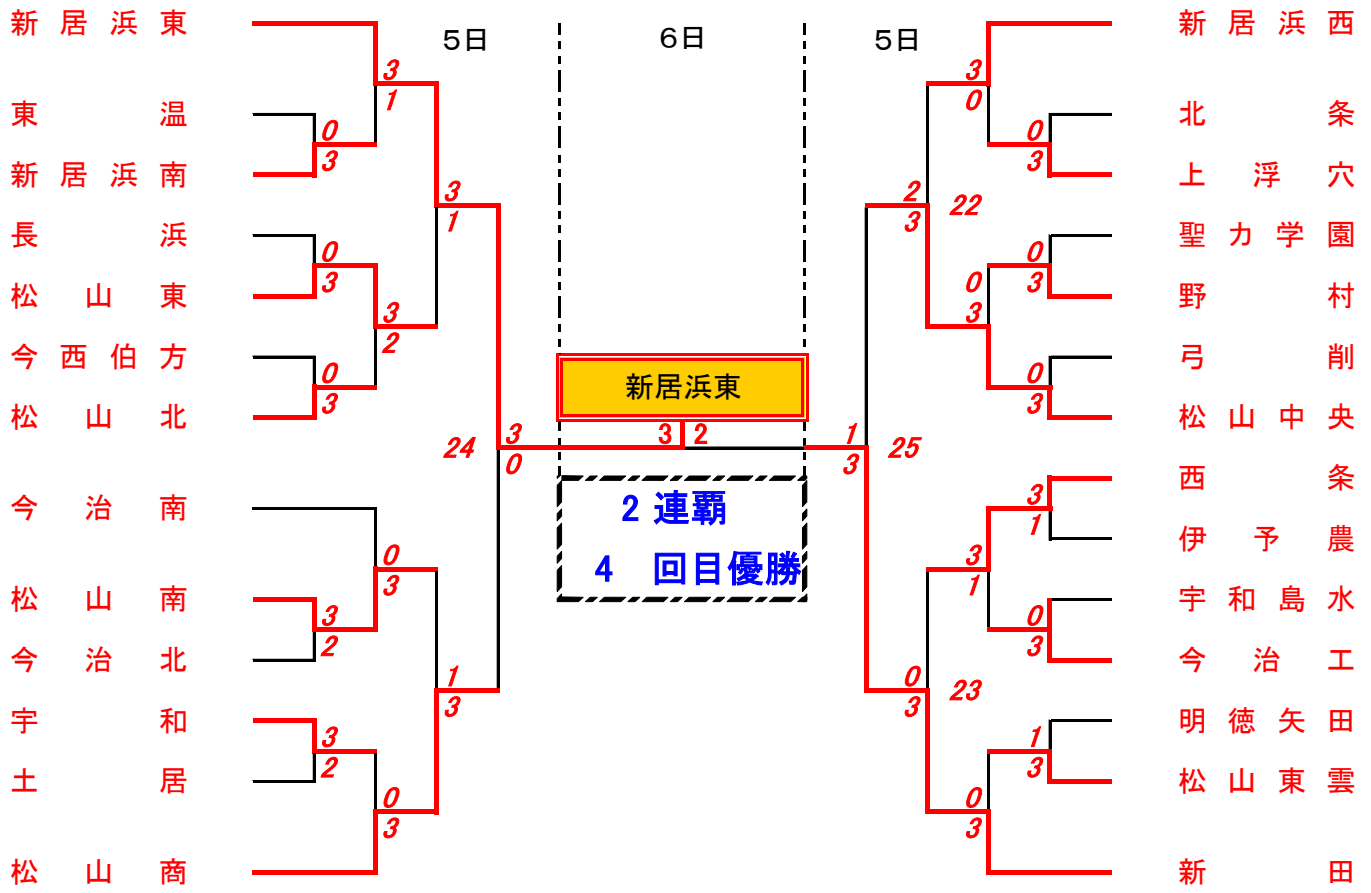 新居浜東 5日 6日 5日 新居浜西
3 3
1 0
東温 北条
0 0
新居浜南 3 3 上浮穴
3 2 22
1 3
長浜 聖カ学園
0 0
松山東 3 0 3 野村
3 3
2
今西伯方 弓削
0 新居浜東 0
松山北 3 3 松山中央
24 3 3 2 1 25
0 3
西条
3
今治南 2 連覇 1
伊予農
0 4 回目優勝 3
3 1
松山南 宇和島水
3 0
今治北 2 3 今治工
1 0 23
3 3
宇和 明徳矢田
3 1
土居 2 3 松山東雲
0 0
3 3
松山商 新田